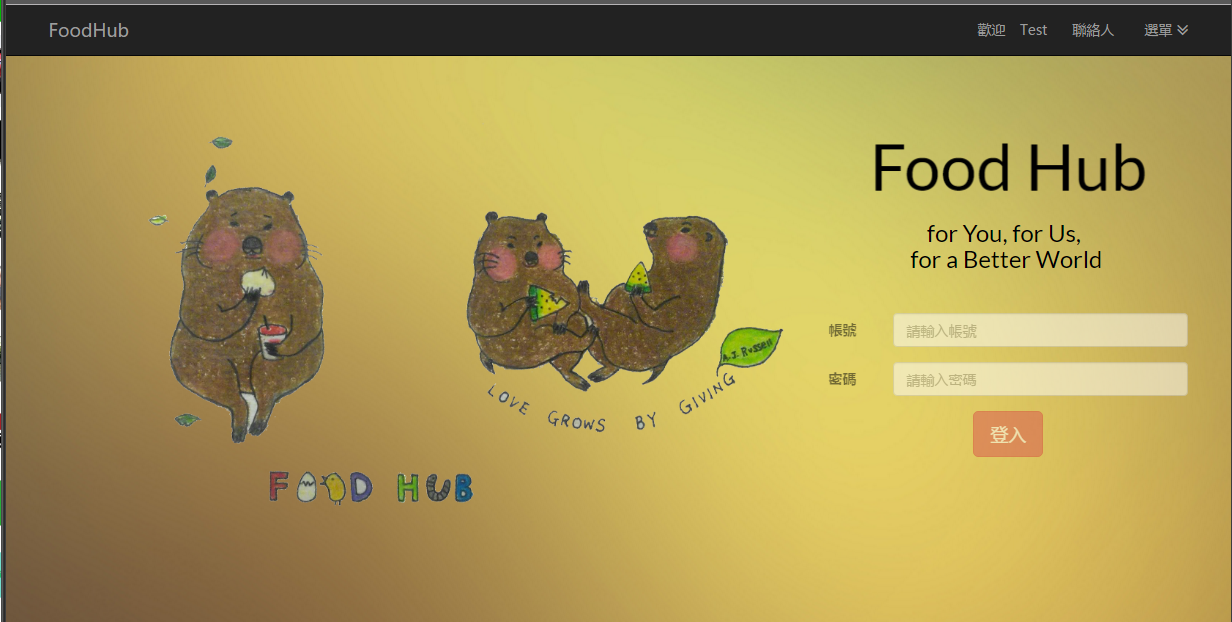 FoodHub
歡迎 Test 聯絡人 選單
Food Hub
for You, for Us,
for a Better World
帳號 請輸入帳號
密碼 請輸入密碼
登入
A.J. RUSSELL
LOVE GROWS BY GIVING
FOOD HUB